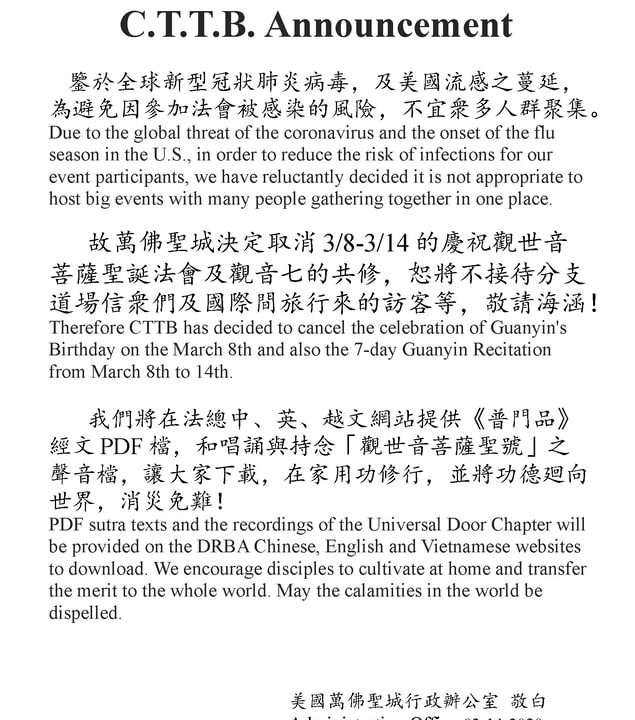 C.T.T.B. Announcement
鑒於全球新型冠狀肺炎病毒，及美國流感之蔓延，
為避免因參加法會被感染的風險，不宜衆多人群聚集。
Due to the global threat of the coronavirus and the onset of the flu
season in the U.S., in order to reduce the risk of infections for our
event participants, we have reluctantly decided it is not appropriate to
host big events with many people gathering together in one place.
故萬佛聖城決定取消 3/8-3/14 的慶祝觀世音
菩薩聖誕法會及觀音七的共修，恕將不接待分支
道場信衆們及國際間旅行來的訪客等，敬請海涵！
Therefore CTTB has decided to cancel the celebration of Guanyin's
Birthday on the March 8th and also the 7-day Guanyin Recitation
from March 8th to 14th.
我們將在法總中、英、越文網站提供《普門品》
經文 PDF 檔，和唱誦與持念「觀世音菩薩聖號」之
聲音檔，讓大家下載，在家用功修行，並將功德迴向
世界，消災免難！
PDF sutra texts and the recordings of the Universal Door Chapter will
be provided on the DRBA Chinese, English and Vietnamese websites
to download. We encourage disciples to cultivate at home and transfer
the merit to the whole world. May the calamities in the world be
dispelled.
美國萬佛聖城行政辦公室 敬白
Administration Office 02-14-2020